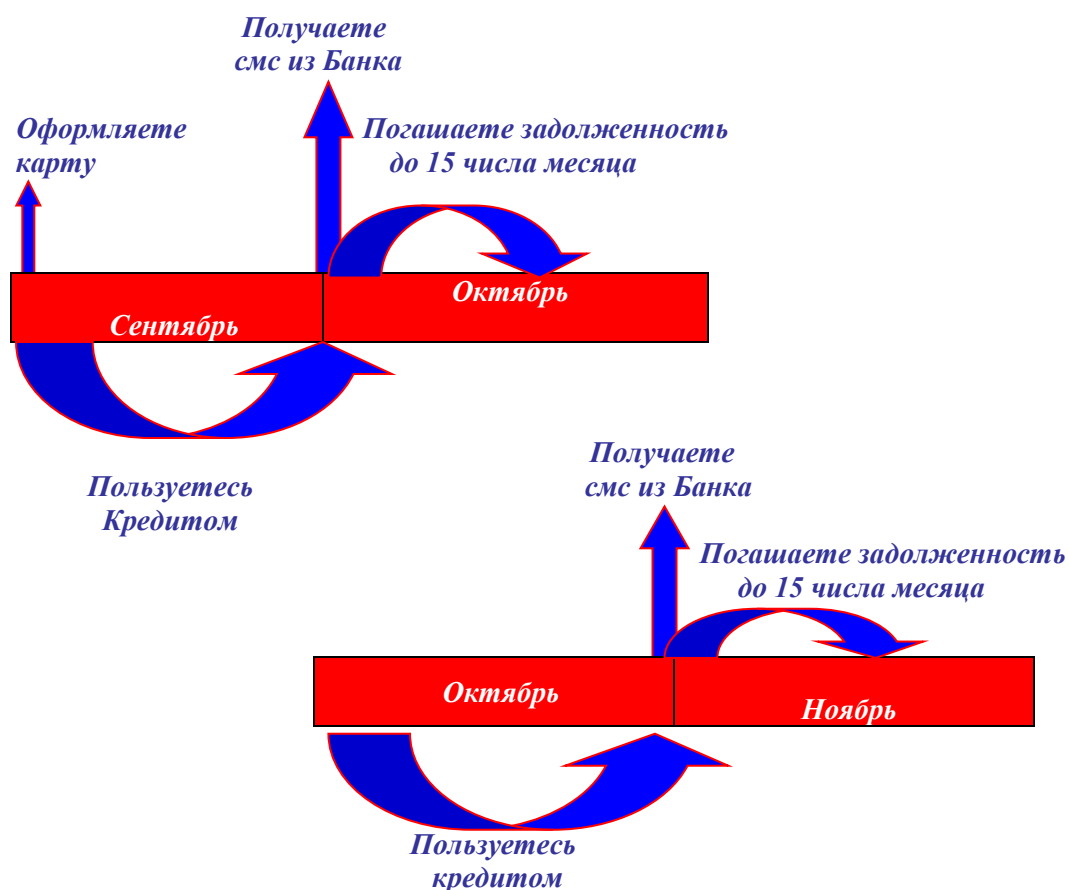 Получаете
смс из Банка
Оформляете
карту
Погашаете задолженность
до 15 числа месяца
Октябрь
Сентябрь
Пользуетесь
Кредитом
Получаете
смс из Банка
Погашаете задолженность
до 15 числа месяца
Октябрь
Ноябрь
Пользуетесь
кредитом